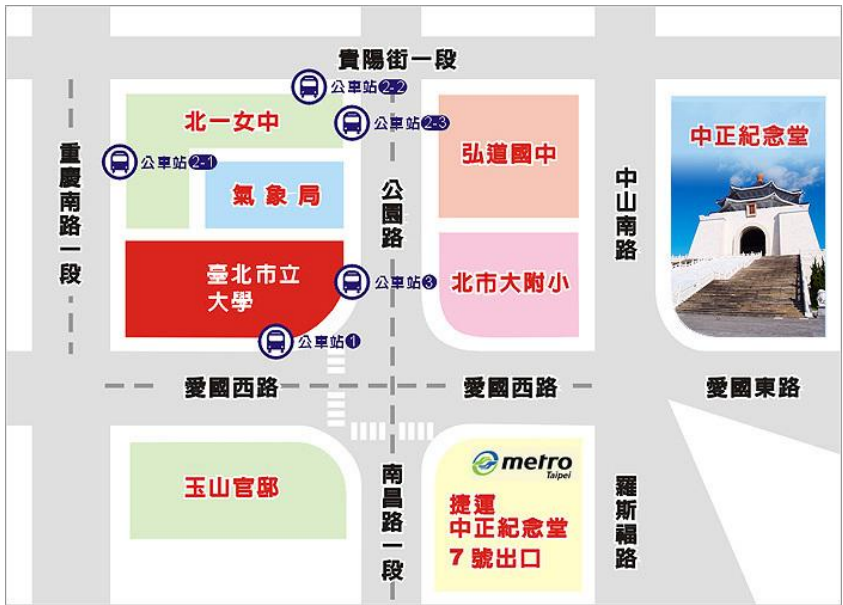 貴陽街一段
公車站2-2
北一女中
公車站2-3
中正紀念堂
弘道國中
公車站2-1
重慶南路一段
氣象局
公園路
中山南路
臺北市立
大學
公車站3
北市大附小
公車站1
愛國西路
愛國西路
愛國東路
玉山官邸
metro
Taipei
南昌路一段
捷運
中正紀念堂
7號出口
羅斯福路